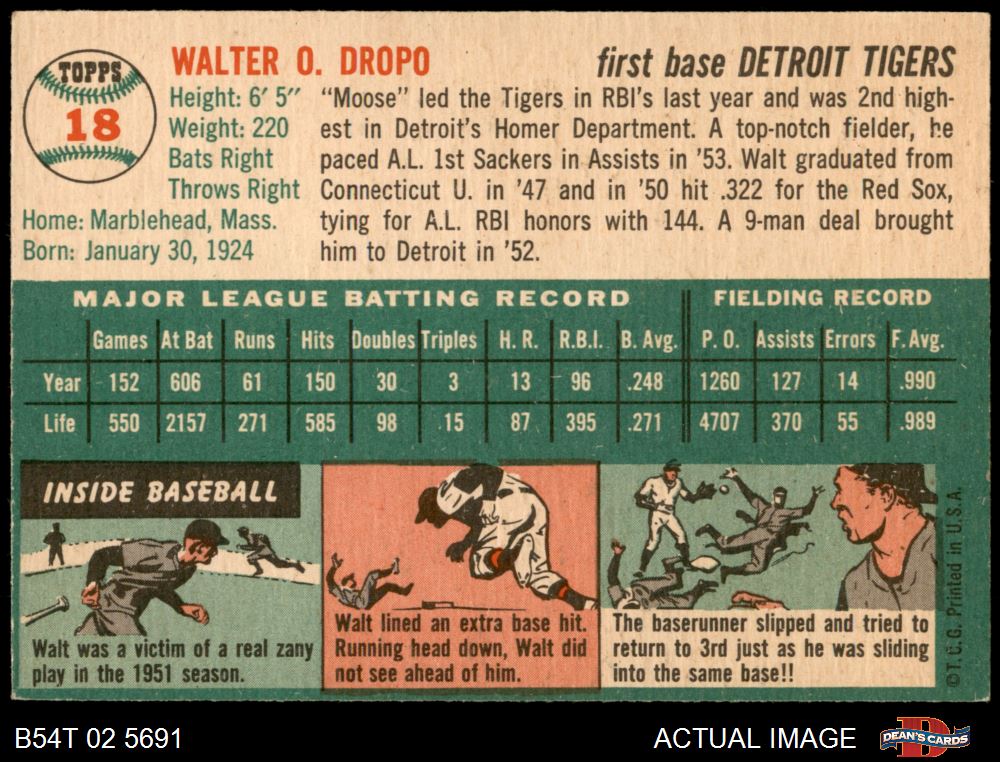 TOPPS
18
WALTER O. DROPO
first base DETROIT TIGERS
Height: 6' 5"
Weight: 220
Bats Right
Throws Right
Home: Marblehead, Mass.
Born: January 30, 1924
"Moose" led the Tigers in RBI's last year and was 2nd high-
est in Detroit's Homer Department. A top-notch fielder, he
paced A.L. 1st Sackers in Assists in '53. Walt graduated from
Connecticut U. in '47 and in '50 hit .322 for the Red Sox,
tying for A.L. RBI honors with 144. A 9-man deal brought
him to Detroit in '52.
MAJOR LEAGUE BATTING RECORD FIELDING RECORD
Games At Bat Runs Hits Doubles Triples H. R. R.B.I. B. Avg. P. O. Assists Errors F. Avg.
Year 152 606 61 150 30 3 13 96 .248 1260 127 14 .990
Life 550 2157 271 585 98 15 87 395 .271 4707 370 55 .989
INSIDE BASEBALL
Walt was a victim of a real zany
play in the 1951 season.
Walt lined an extra base hit.
Running head down, Walt did
not see ahead of him.
The baserunner slipped and tried to
return to 3rd just as he was sliding
into the same base!!
©T.C.G. Printed in U.S.A.
B54T 02 5691
ACTUAL IMAGE
D
DEAN'S CARDS